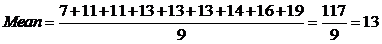 Mean = 7+11+11+13+13+13+14+16+19 / 9 = 117 / 9 = 13